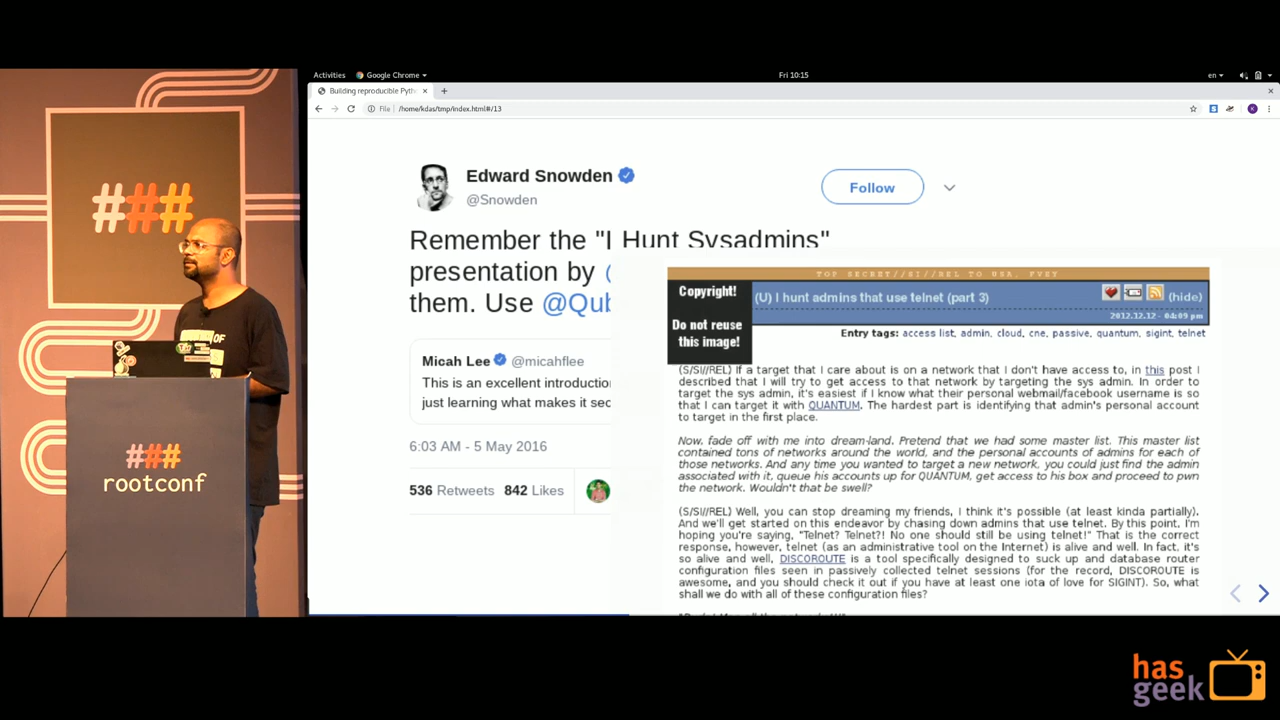 Activities Google Chrome Fri 10:15 en
Building reproducible Pyth
File /home/kdas/tmp/index.html#/13
###
Edward Snowden
@Snowden
Follow
Remember the "I Hunt Sysadmins"
presentation by
them. Use @Qub
Micah Lee @micahflee
This is an excellent introduction
just learning what makes it sec
6:03 AM - 5 May 2016
536 Retweets 842 Likes
TOP SECRET//SI//REL TO USA, FVEY
Copyright!
Do not reuse
this image!
(U) I hunt admins that use telnet (part 3)
(hide)
2012.12.12 - 04:09 pm
Entry tags: access list, admin, cloud, cne, passive, quantum, sigint, telnet
(S/SI//REL) If a target that I care about is on a network that I don't have access to, in this post I
described that I will try to get access to that network by targeting the sys admin. In order to
target the sys admin, it's easiest if I know what their personal webmail/facebook username is so
that I can target it with QUANTUM. The hardest part is identifying that admin's personal account
to target in the first place.
Now, fade off with me into dream-land. Pretend that we had some master list. This master list
contained tons of networks around the world, and the personal accounts of admins for each of
those networks. And any time you wanted to target a new network, you could just find the admin
associated with it, queue his accounts up for QUANTUM, get access to his box and proceed to pwn
the network. Wouldn't that be swell?
(S/SI//REL) Well, you can stop dreaming my friends, I think it's possible (at least kinda partially).
And we'll get started on this endeavor by chasing down admins that use telnet. By this point, I'm
hoping you're saying, "Telnet? Telnet?! No one should still be using telnet!" That is the correct
response, however, telnet (as an administrative tool on the Internet) is alive and well. In fact, it's
so alive and well, DISCOROUTE is a tool specifically designed to suck up and database router
configuration files seen in passively collected telnet sessions (for the record, DISCOROUTE is
awesome, and you should check it out if you have at least one iota of love for SIGINT). So, what
shall we do with all of these configuration files?
###
rootconf
has
geek